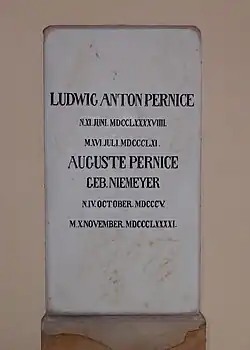 LUDWIG ANTON PERNICE
N.XI.JUNI. MDCCLXXXXVIIII.
M.XVI.JULI.MDCCCLXI.
AUGUSTE PERNICE
GEB. NIEMEYER
N.IV.OCTOBER. MDCCCV.
M.X.NOVEMBER. MDCCCLXXXXI.